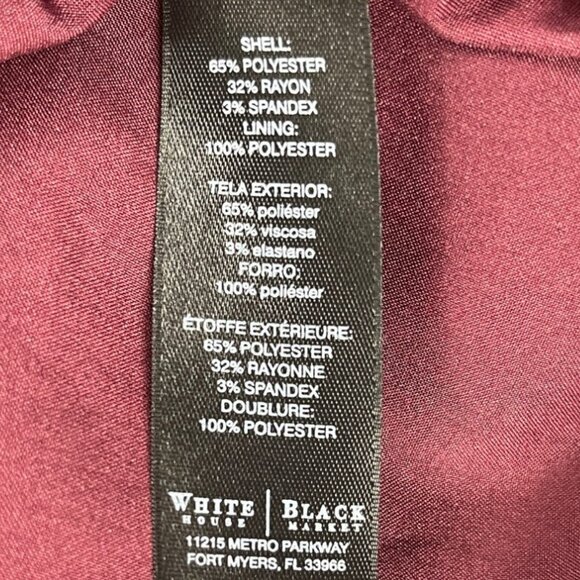 SHELL:
65% POLYESTER
32% RAYON
3% SPANDEX
LINING:
100% POLYESTER
TELA EXTERIOR:
65% poliéster
32% viscosa
3% elastano
FORRO:
100% poliéster
ÉTOFFE EXTÉRIEURE:
65% POLYESTER
32% RAYONNE
3% SPANDEX
DOUBLURE:
100% POLYESTER
WHITE | BLACK
HOUSE MARKET
11215 METRO PARKWAY
FORT MYERS, FL 33966